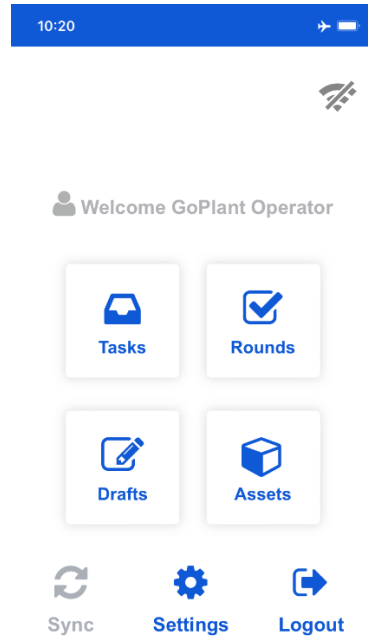 10:20
Welcome GoPlant Operator
Tasks Rounds
Drafts Assets
Sync Settings Logout